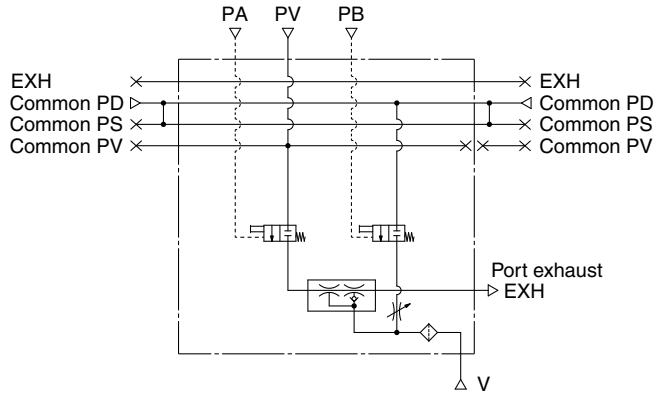 PA PV PB
EXH EXH
Common PD Common PD
Common PS Common PS
Common PV Common PV
Port exhaust
EXH
V